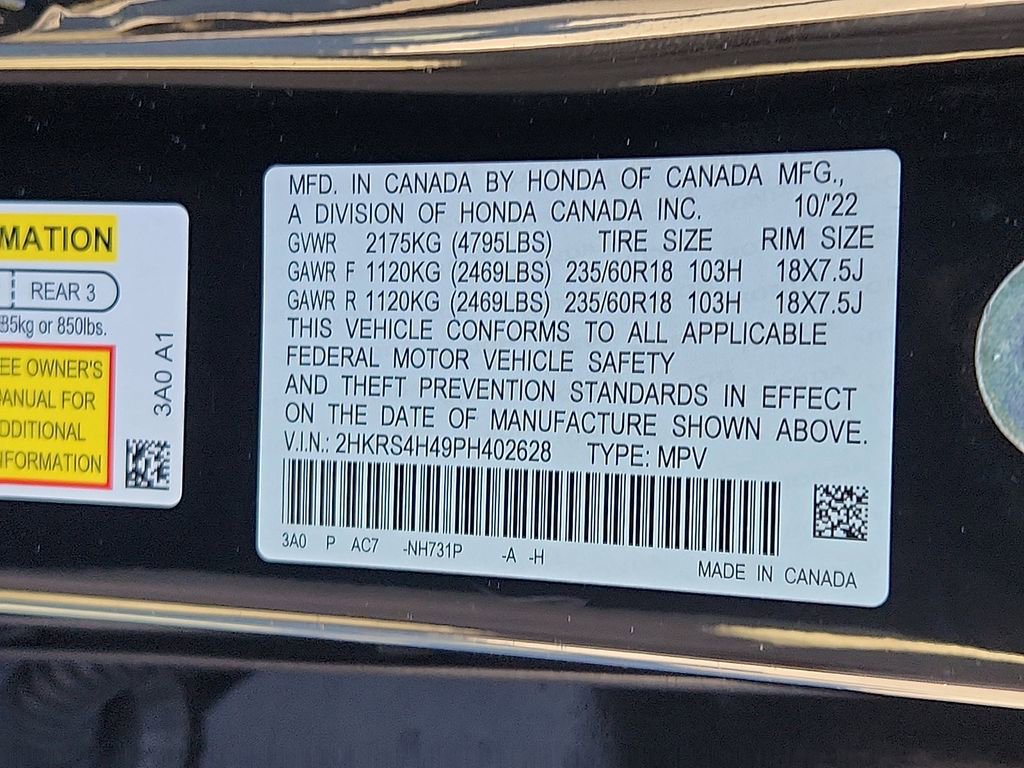 MATION
REAR 3
85kg or 850lbs.
EE OWNER'S
ANUAL FOR
DDITIONAL
NFORMATION
3A0 A1
MFD. IN CANADA BY HONDA OF CANADA MFG.,
A DIVISION OF HONDA CANADA INC. 10/'22
GVWR 2175KG (4795LBS) TIRE SIZE RIM SIZE
GAWR F 1120KG (2469LBS) 235/60R18 103H 18X7.5J
GAWR R 1120KG (2469LBS) 235/60R18 103H 18X7.5J
THIS VEHICLE CONFORMS TO ALL APPLICABLE
FEDERAL MOTOR VEHICLE SAFETY
AND THEFT PREVENTION STANDARDS IN EFFECT
ON THE DATE OF MANUFACTURE SHOWN ABOVE.
V.I.N.: 2HKRS4H49PH402628 TYPE: MPV
3A0 P AC7 -NH731P -A -H
MADE IN CANADA